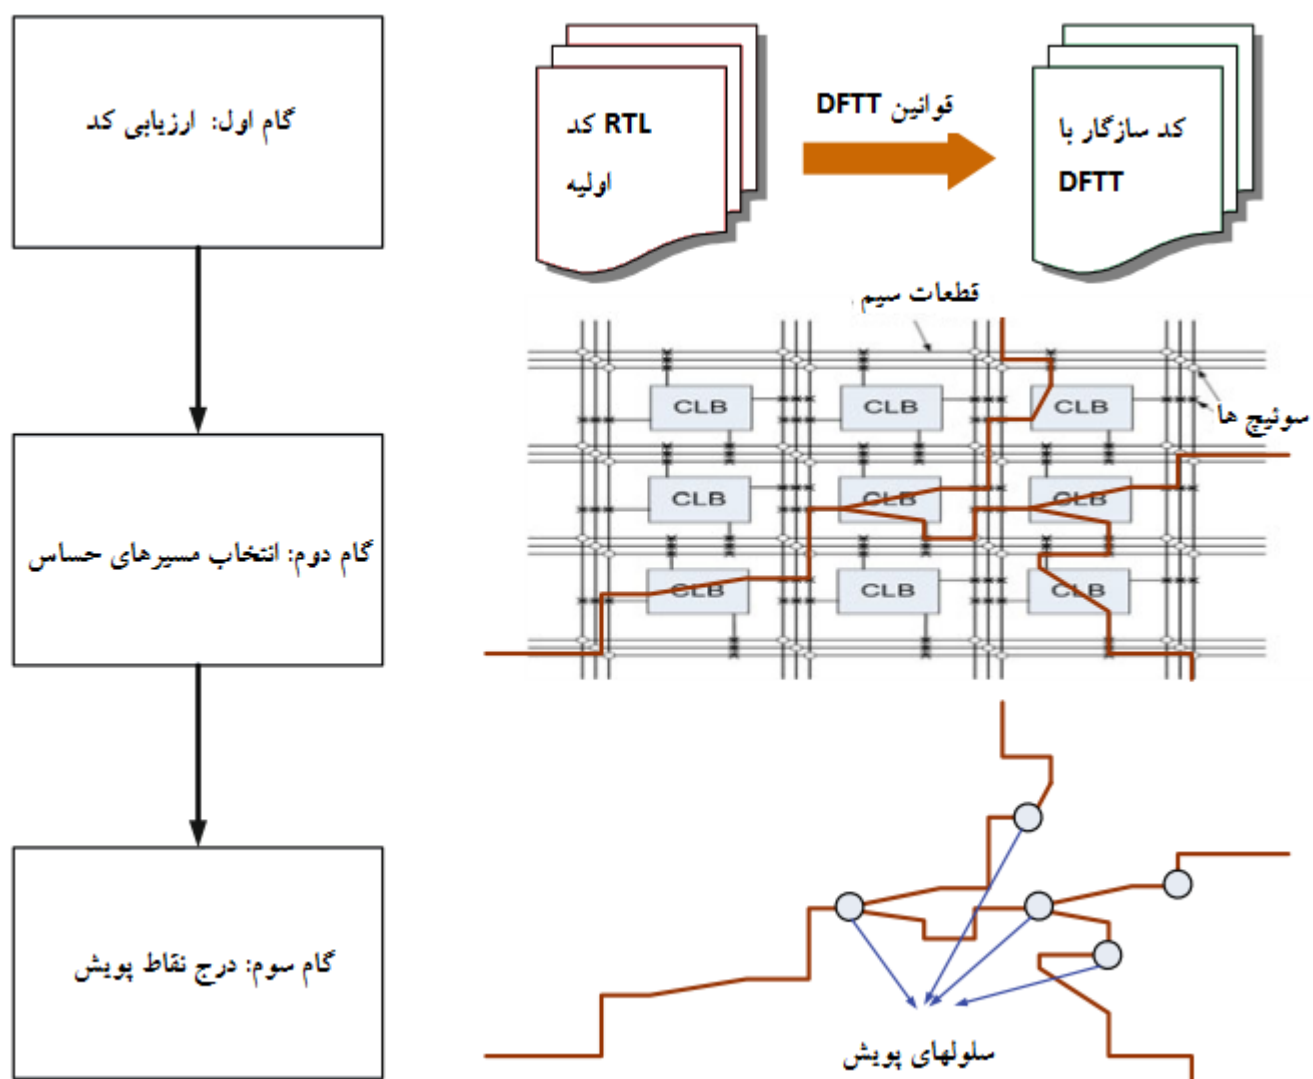 گام اول: ارزیابی کد
کد RTL
اولیه
قوانین DFTT
کد سازگار با
DFTT
قطعات سیم
سوئیچ ها
CLB
CLB
CLB
CLB
CLB
CLB
CLB
CLB
CLB
گام دوم: انتخاب مسیرهای حساس
گام سوم: درج نقاط پویش
سلولهای پویش